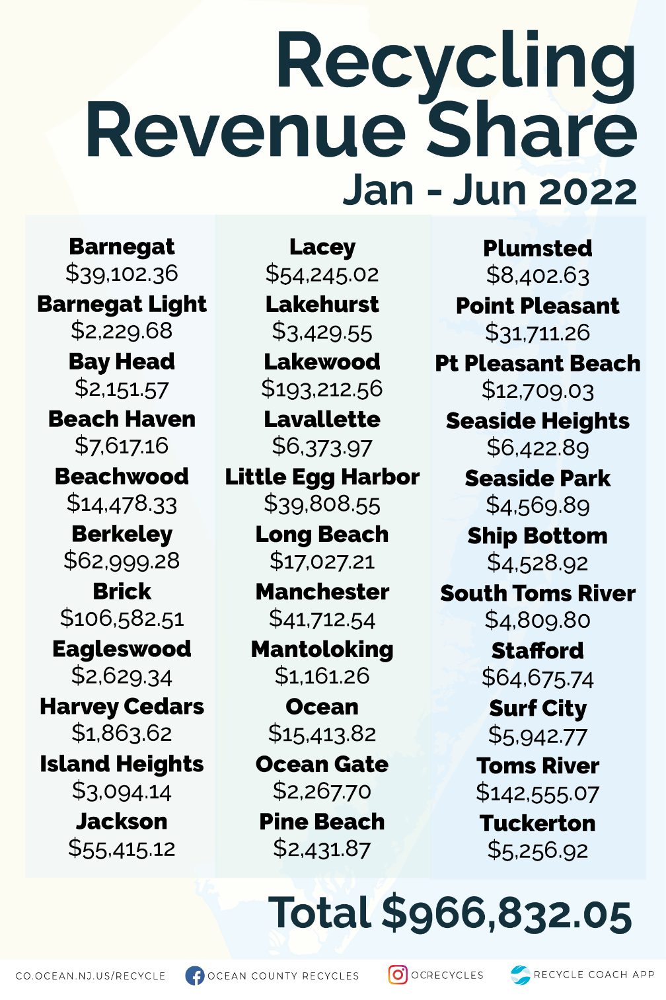 Recycling
Revenue Share
Jan - Jun 2022
Barnegat
$39,102.36
Barnegat Light
$2,229.68
Bay Head
$2,151.57
Beach Haven
$7,617.16
Beachwood
$14,478.33
Berkeley
$62,999.28
Brick
$106,582.51
Eagleswood
$2,629.34
Harvey Cedars
$1,863.62
Island Heights
$3,094.14
Jackson
$55,415.12
Lacey
$54,245.02
Lakehurst
$3,429.55
Lakewood
$193,212.56
Lavallette
$6,373.97
Little Egg Harbor
$39,808.55
Long Beach
$17,027.21
Manchester
$41,712.54
Mantoloking
$1,161.26
Ocean
$15,413.82
Ocean Gate
$2,267.70
Pine Beach
$2,431.87
Plumsted
$8,402.63
Point Pleasant
$31,711.26
Pt Pleasant Beach
$12,709.03
Seaside Heights
$6,422.89
Seaside Park
$4,569.89
Ship Bottom
$4,528.92
South Toms River
$4,809.80
Stafford
$64,675.74
Surf City
$5,942.77
Toms River
$142,555.07
Tuckerton
$5,256.92
Total $966,832.05
CO.OCEAN.NJ.US/RECYCLE OCEAN COUNTY RECYCLES OCRECYCLES RECYCLE COACH APP